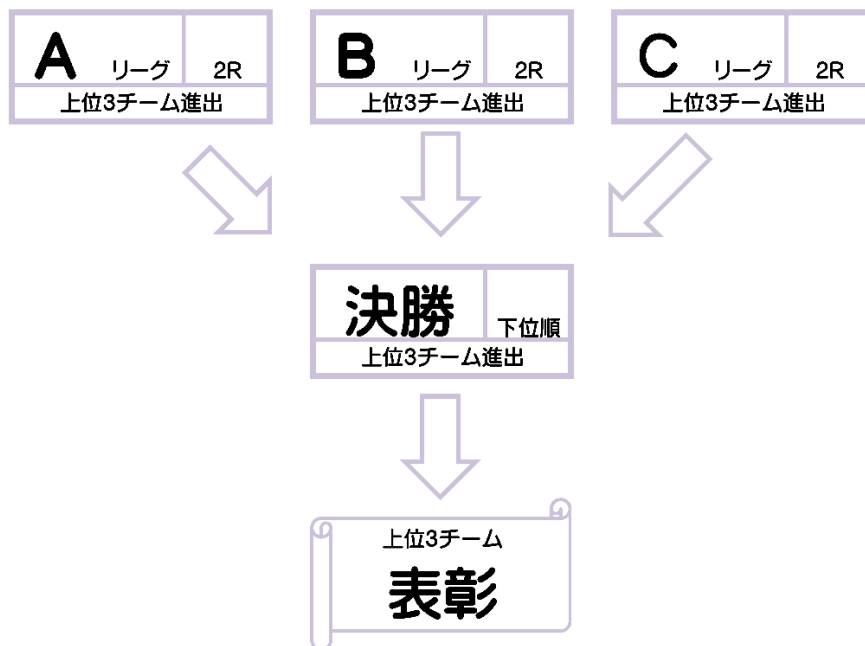 A リーグ 2R
上位3チーム進出
B リーグ 2R
上位3チーム進出
C リーグ 2R
上位3チーム進出
決勝 下位順
上位3チーム進出
上位3チーム
表彰